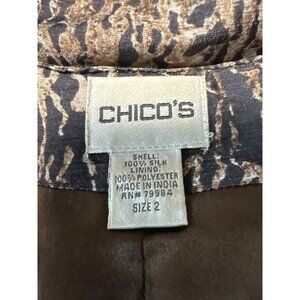 CHICO'S
SHELL:
100% SILK
LINING:
100% POLYESTER
MADE IN INDIA
RN# 79984
SIZE 2